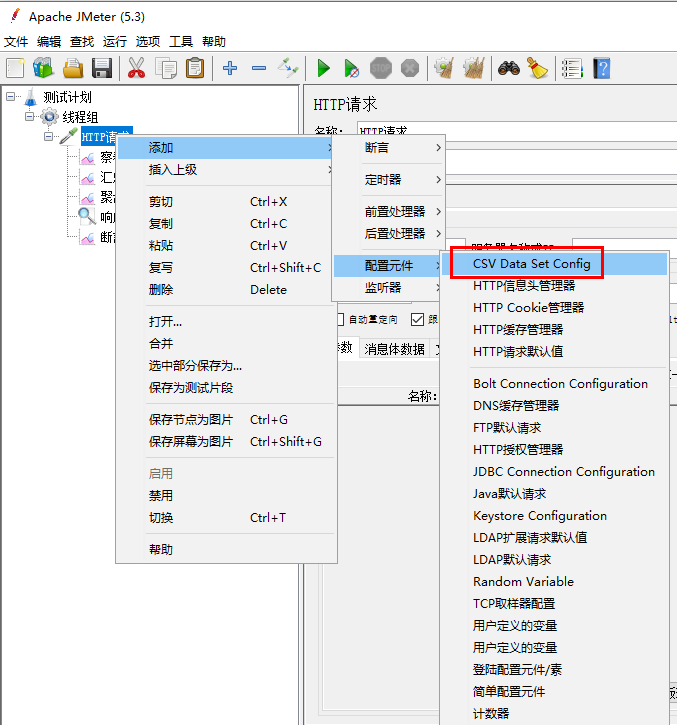 Apache JMeter (5.3)
文件 编辑 查找 运行 选项 工具 帮助
测试计划
线程组
HTTP请求
察
汇
聚
响
断
HTTP请求
名称:
HTTP请求
添加
插入上级
剪切 Ctrl+X
复制 Ctrl+C
粘贴 Ctrl+V
复写 Ctrl+Shift+C
删除 Delete
打开...
合并
选中部分保存为...
保存为测试片段
保存节点为图片 Ctrl+G
保存屏幕为图片 Ctrl+Shift+G
启用
禁用
切换 Ctrl+T
帮助
断言
定时器
前置处理器
后置处理器
配置元件
监听器
自动重定向
跟
数
消息体数据
名称:
CSV Data Set Config
HTTP信息头管理器
HTTP Cookie管理器
HTTP缓存管理器
HTTP请求默认值
Bolt Connection Configuration
DNS缓存管理器
FTP默认请求
HTTP授权管理器
JDBC Connection Configuration
Java默认请求
Keystore Configuration
LDAP扩展请求默认值
LDAP默认请求
Random Variable
TCP取样器配置
用户定义的变量
用户定义的变量
登陆配置元件/素
简单配置元件
计数器